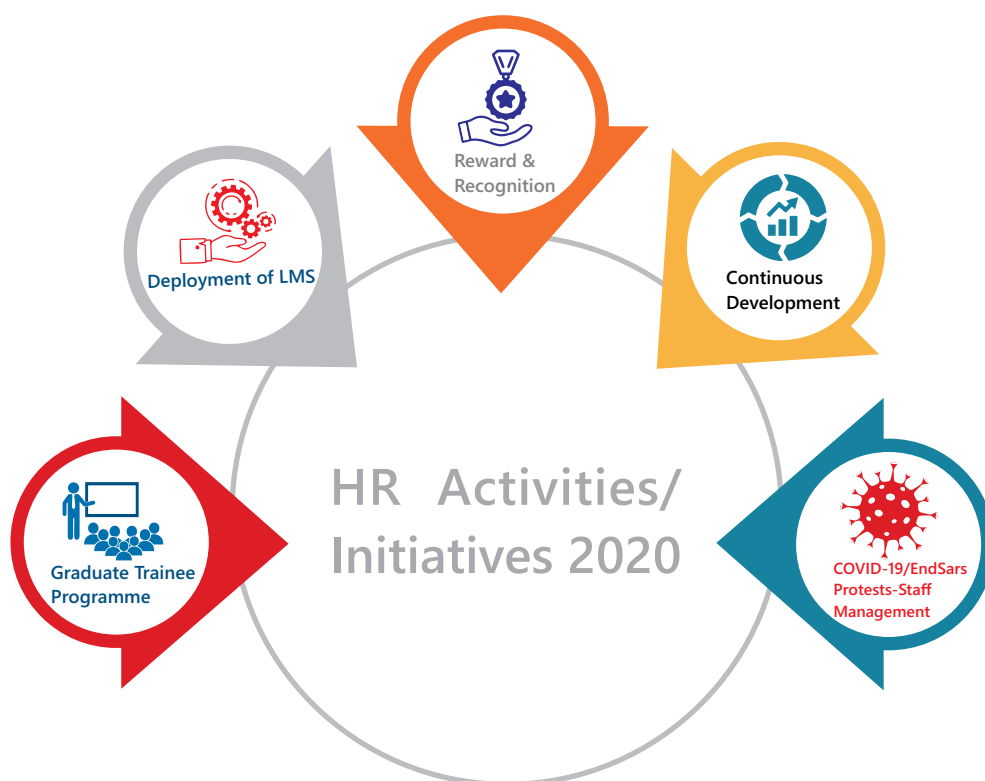 Reward &
Recognition
Deployment of LMS
Continuous
Development
HR Activities/
Initiatives 2020
Graduate Trainee
Programme
COVID-19/EndSars
Protests-Staff
Management